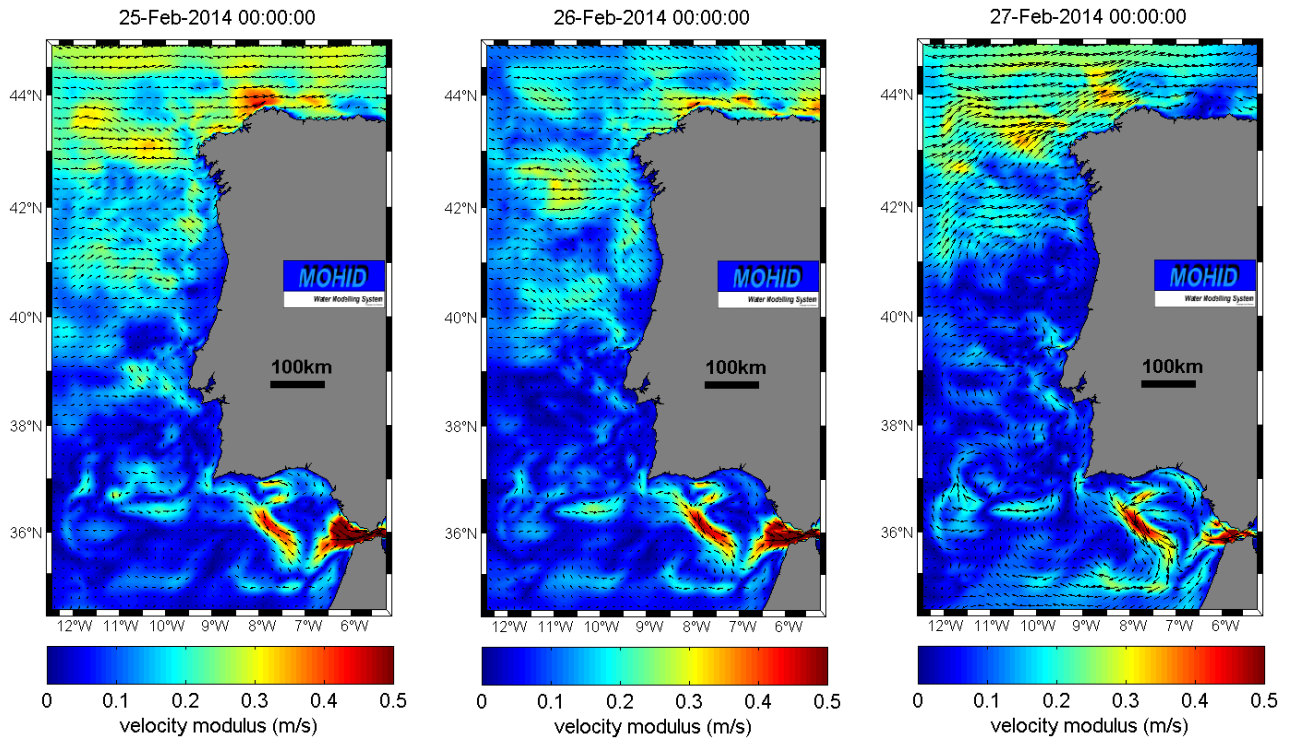 25-Feb-2014 00:00:00
26-Feb-2014 00:00:00
27-Feb-2014 00:00:00
44°N
42°N
40°N
38°N
36°N
12°W 11°W 10°W 9°W 8°W 7°W 6°W
MOHID
Water Modelling System
100km
0 0.1 0.2 0.3 0.4 0.5
velocity modulus (m/s)
44°N
42°N
40°N
38°N
36°N
12°W 11°W 10°W 9°W 8°W 7°W 6°W
MOHID
Water Modelling System
100km
0 0.1 0.2 0.3 0.4 0.5
velocity modulus (m/s)
44°N
42°N
40°N
38°N
36°N
12°W 11°W 10°W 9°W 8°W 7°W 6°W
MOHID
Water Modelling System
100km
0 0.1 0.2 0.3 0.4 0.5
velocity modulus (m/s)